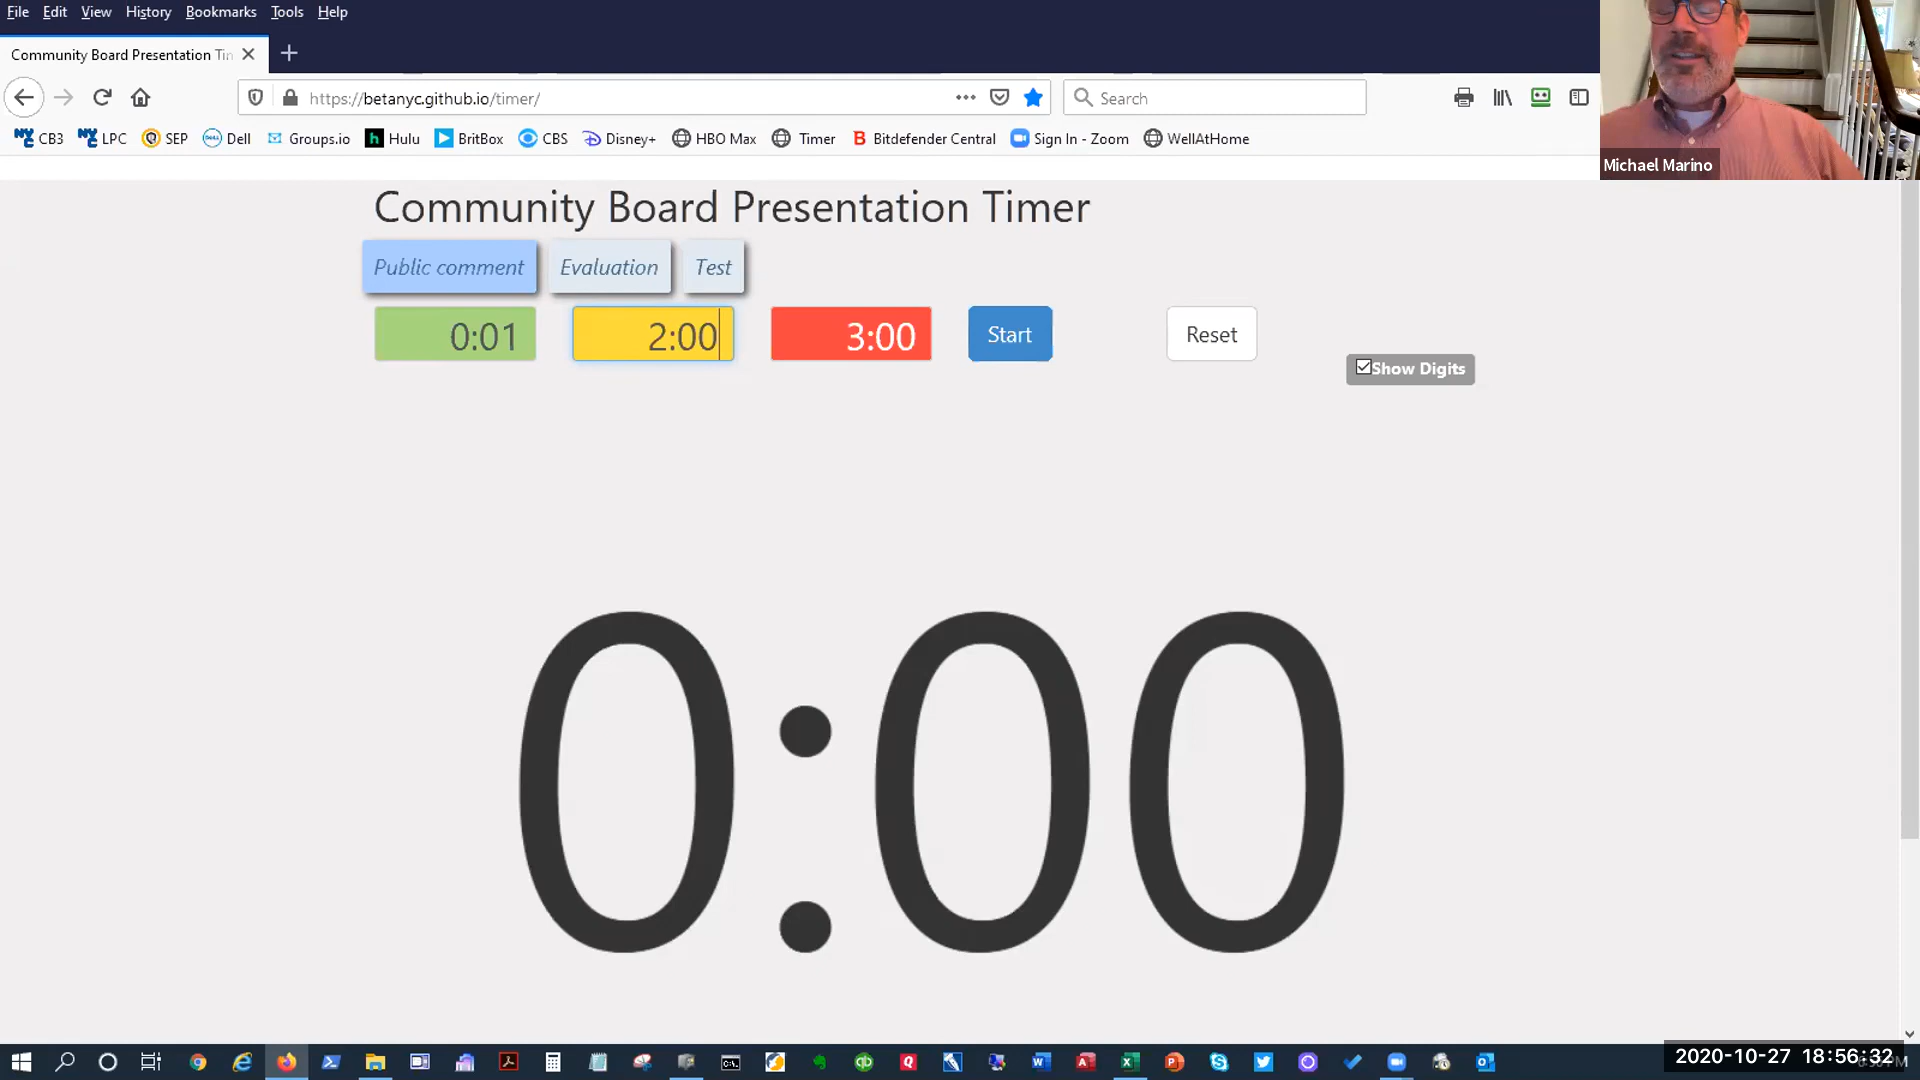 File Edit View History Bookmarks Tools Help
Community Board Presentation Tin
https://betanyc.github.io/timer/
Search
CB3 LPC SEP Dell Groups.io Hulu BritBox CBS Disney+ HBO Max Timer Bitdefender Central Sign In - Zoom WellAtHome
Michael Marino
Community Board Presentation Timer
Public comment Evaluation Test
0:01 2:00 3:00 Start Reset
Show Digits
0:00
2020-10-27 18:56:32